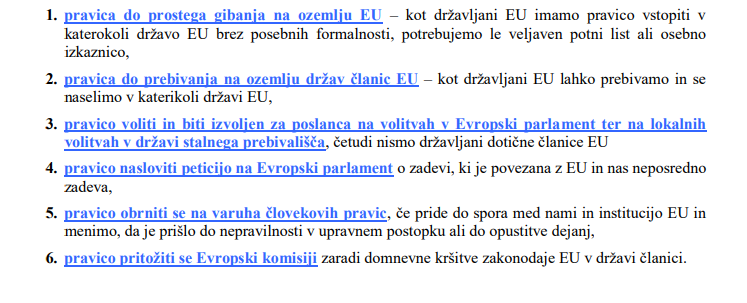 1. pravica do prostega gibanja na ozemlju EU – kot državljani EU imamo pravico vstopiti v
katerokoli državo EU brez posebnih formalnosti, potrebujemo le veljaven potni list ali osebno
izkaznico,
2. pravica do prebivanja na ozemlju držav članic EU – kot državljani EU lahko prebivamo in se
naselimo v katerikoli državi EU,
3. pravico voliti in biti izvoljen za poslanca na volitvah v Evropski parlament ter na lokalnih
volitvah v državi stalnega prebivališča, četudi nismo državljani dotične članice EU
4. pravico nasloviti peticijo na Evropski parlament o zadevi, ki je povezana z EU in nas neposredno
zadeva,
5. pravico obrniti se na varuha človekovih pravic, če pride do spora med nami in institucijo EU in
menimo, da je prišlo do nepravilnosti v upravnem postopku ali do opustitve dejanj,
6. pravico pritožiti se Evropski komisiji zaradi domnevne kršitve zakonodaje EU v državi članici.